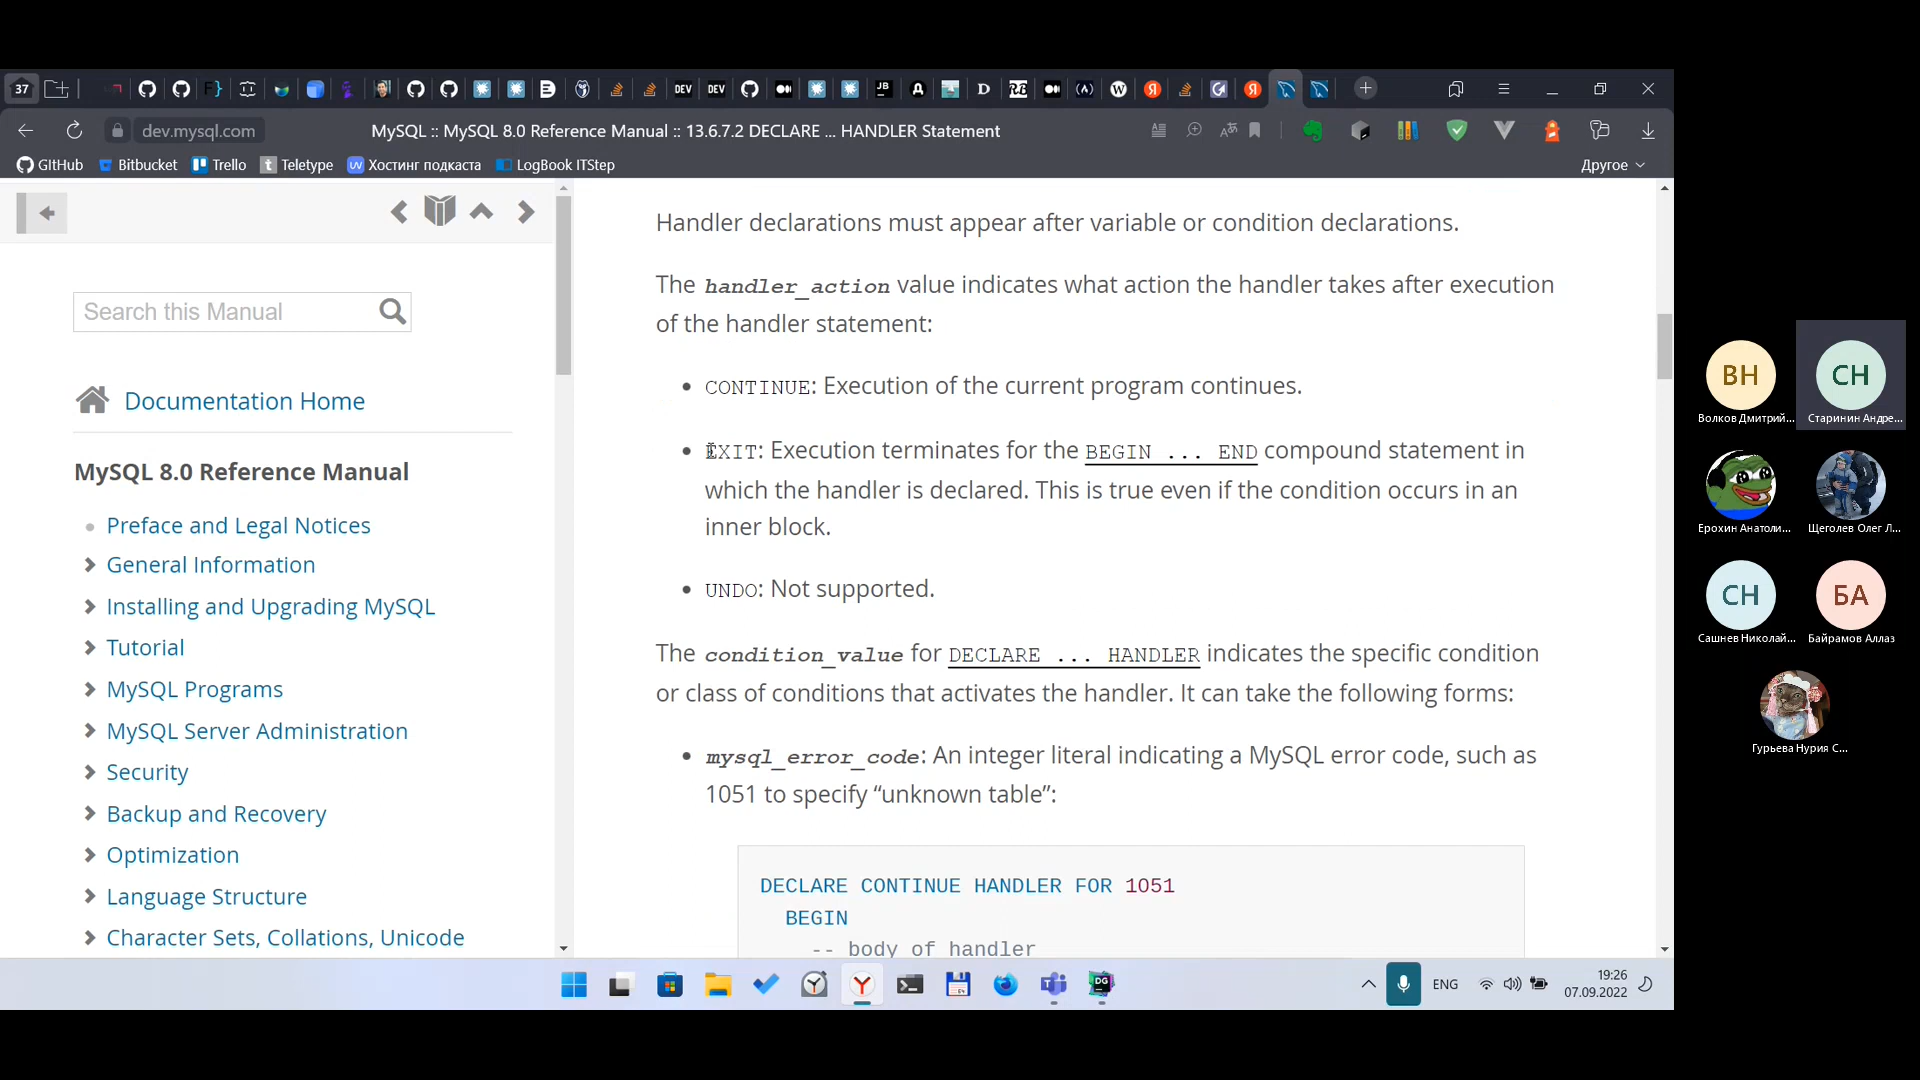 37
dev.mysql.com
MySQL :: MySQL 8.0 Reference Manual :: 13.6.7.2 DECLARE ... HANDLER Statement
GItHub
Bitbucket
Trello
Teletype
Хостинг подкаста
LogBook ITStep
Другое
Search this Manual
Documentation Home
MySQL 8.0 Reference Manual
Preface and Legal Notices
General Information
Installing and Upgrading MySQL
Tutorial
MySQL Programs
MySQL Server Administration
Security
Backup and Recovery
Optimization
Language Structure
Character Sets, Collations, Unicode
Handler declarations must appear after variable or condition declarations.
The handler_action value indicates what action the handler takes after execution
of the handler statement:
CONTINUE: Execution of the current program continues.
EXIT: Execution terminates for the BEGIN ... END compound statement in
which the handler is declared. This is true even if the condition occurs in an
inner block.
UNDO: Not supported.
The condition_value for DECLARE ... HANDLER indicates the specific condition
or class of conditions that activates the handler. It can take the following forms:
mysql_error_code: An integer literal indicating a MySQL error code, such as
1051 to specify “unknown table”:
DECLARE CONTINUE HANDLER FOR 1051
BEGIN
-- body of handler
ВН
Волков Дмитрий...
СН
Старинин Андре...
Ерохин Анатоли...
Щеголев Олег Л...
СН
Сашнев Николай...
БА
Байрамов Аллаз
Гурьева Нурия С...
ENG
19:26
07.09.2022